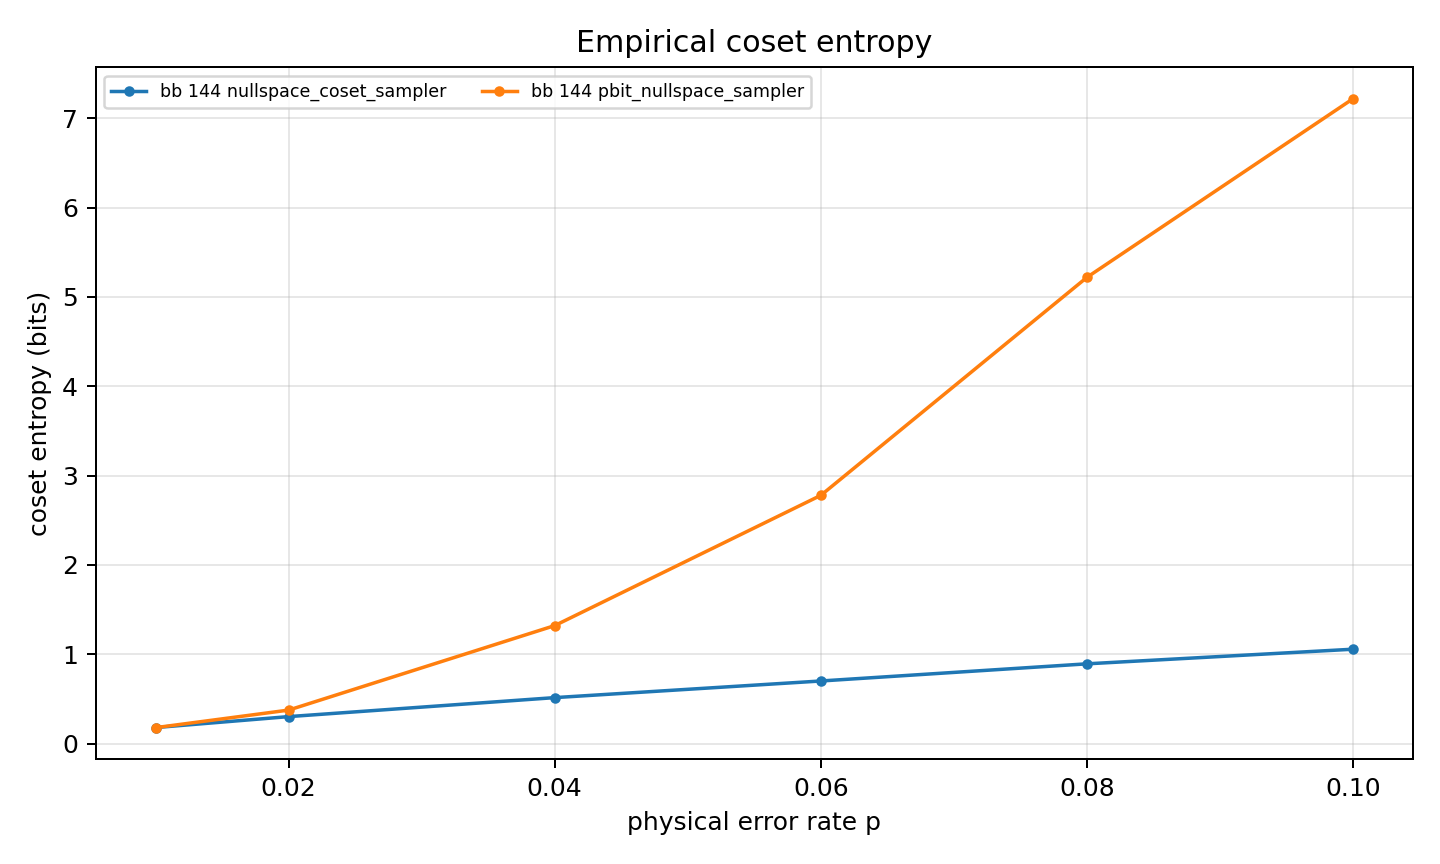 Empirical coset entropy
bb 144 nullspace_coset_sampler bb 144 pbit_nullspace_sampler
7
6
5
4
3
2
1
0
coset entropy (bits)
0.02 0.04 0.06 0.08 0.10
physical error rate p